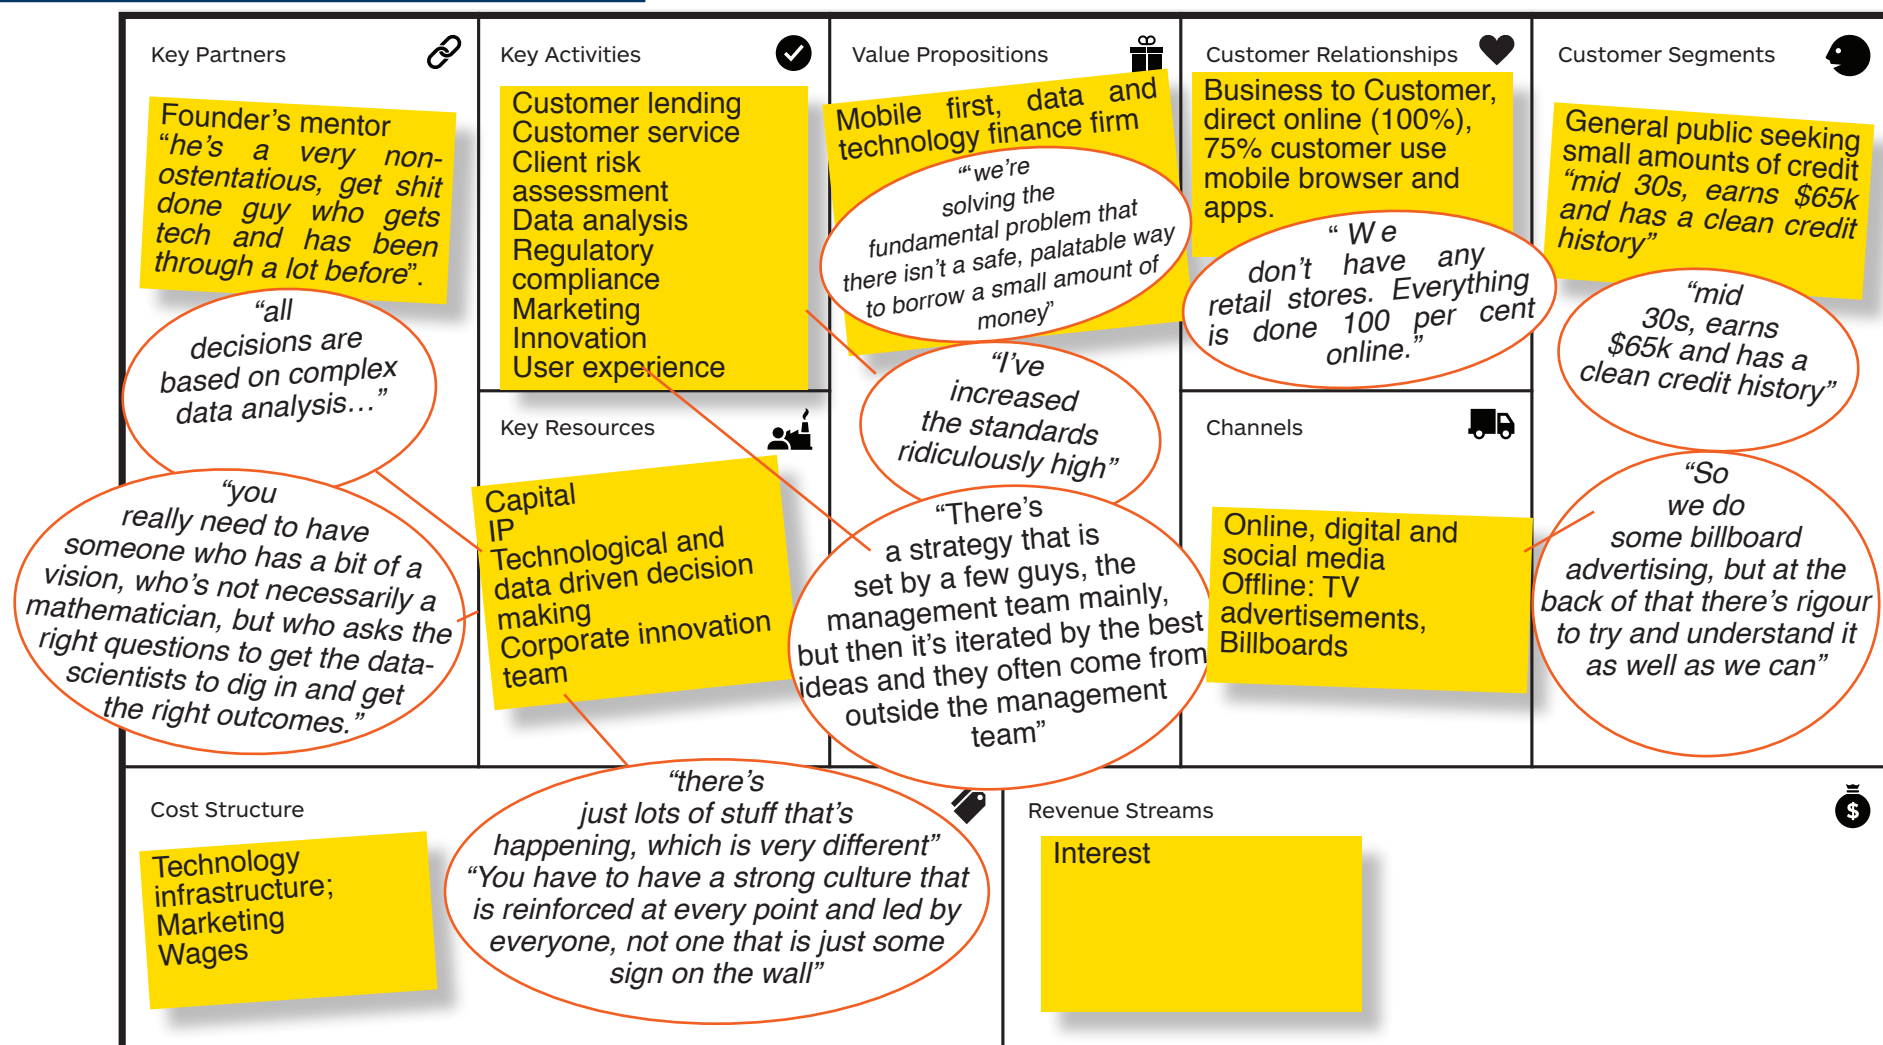 Key Partners
Founder’s mentor
“he’s a very non-
ostentatious, get shit
done guy who gets
tech and has been
through a lot before”.
“all
decisions are
based on complex
data analysis…”
“you
really need to have
someone who has a bit of a
vision, who’s not necessarily a
mathematician, but who asks the
right questions to get the data-
scientists to dig in and get
the right outcomes.”
Key Activities
Customer lending
Customer service
Client risk
assessment
Data analysis
Regulatory
compliance
Marketing
Innovation
User experience
Key Resources
Capital
IP
Technological and
data driven decision
making
Corporate innovation
team
Value Propositions
Mobile first, data and
technology finance firm
““we’re
solving the
fundamental problem that
there isn’t a safe, palatable way
to borrow a small amount of
money”
“I’ve
increased
the standards
ridiculously high”
“There’s
a strategy that is
set by a few guys, the
management team mainly,
but then it’s iterated by the best
ideas and they often come from
outside the management
team”
Customer Relationships
Business to Customer,
direct online (100%),
75% customer use
mobile browser and
apps.
“ We
don’t have any
retail stores. Everything
is done 100 per cent
online.”
Channels
Online, digital and
social media
Offline: TV
advertisements,
Billboards
Customer Segments
General public seeking
small amounts of credit
“mid 30s, earns $65k
and has a clean credit
history”
“mid
30s, earns
$65k and has a
clean credit history”
“So
we do
some billboard
advertising, but at the
back of that there’s rigour
to try and understand it
as well as we can”
Cost Structure
Technology
infrastructure;
Marketing
Wages
“there’s
just lots of stuff that’s
happening, which is very different”
“You have to have a strong culture that
is reinforced at every point and led by
everyone, not one that is just some
sign on the wall”
Revenue Streams
$
Interest